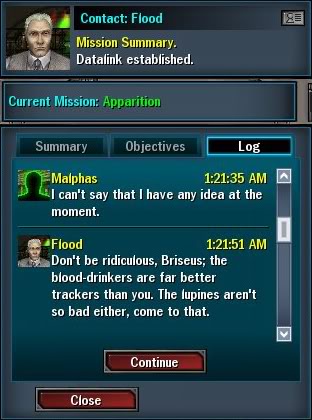 Contact: Flood
Mission Summary.
Datalink established.
Current Mission: Apparition
Summary Objectives Log
Malphas 1:21:35 AM
I can't say that I have any idea at the
moment.
Flood 1:21:51 AM
Don't be ridiculous, Briseus; the
blood-drinkers are far better
trackers than you. The lupines aren't
so bad either, come to that.
Continue
Close